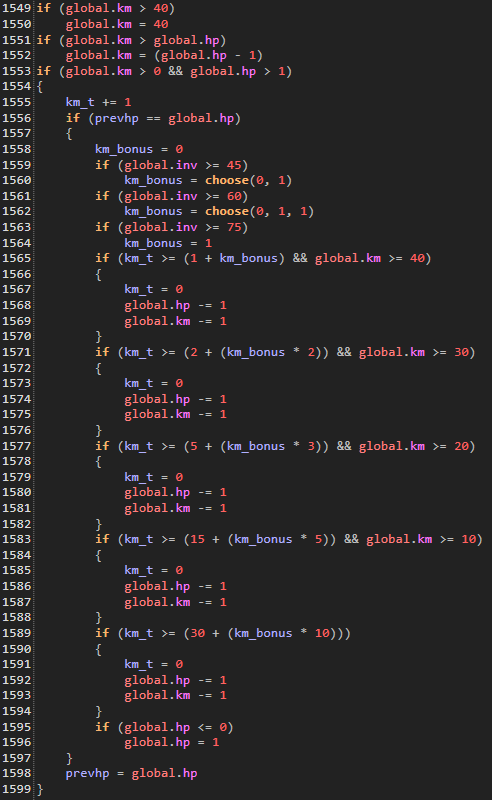 1549 if (global.km > 40)
1550     global.km = 40
1551 if (global.km > global.hp)
1552     global.km = (global.hp - 1)
1553 if (global.km > 0 && global.hp > 1)
1554 {
1555     km_t += 1
1556     if (prevhp == global.hp)
1557     {
1558         km_bonus = 0
1559         if (global.inv >= 45)
1560             km_bonus = choose(0, 1)
1561         if (global.inv >= 60)
1562             km_bonus = choose(0, 1, 1)
1563         if (global.inv >= 75)
1564             km_bonus = 1
1565         if (km_t >= (1 + km_bonus) && global.km >= 40)
1566         {
1567             km_t = 0
1568             global.hp -= 1
1569             global.km -= 1
1570         }
1571         if (km_t >= (2 + (km_bonus * 2)) && global.km >= 30)
1572         {
1573             km_t = 0
1574             global.hp -= 1
1575             global.km -= 1
1576         }
1577         if (km_t >= (5 + (km_bonus * 3)) && global.km >= 20)
1578         {
1579             km_t = 0
1580             global.hp -= 1
1581             global.km -= 1
1582         }
1583         if (km_t >= (15 + (km_bonus * 5)) && global.km >= 10)
1584         {
1585             km_t = 0
1586             global.hp -= 1
1587             global.km -= 1
1588         }
1589         if (km_t >= (30 + (km_bonus * 10)))
1590         {
1591             km_t = 0
1592             global.hp -= 1
1593             global.km -= 1
1594         }
1595         if (global.hp <= 0)
1596             global.hp = 1
1597     }
1598     prevhp = global.hp
1599 }